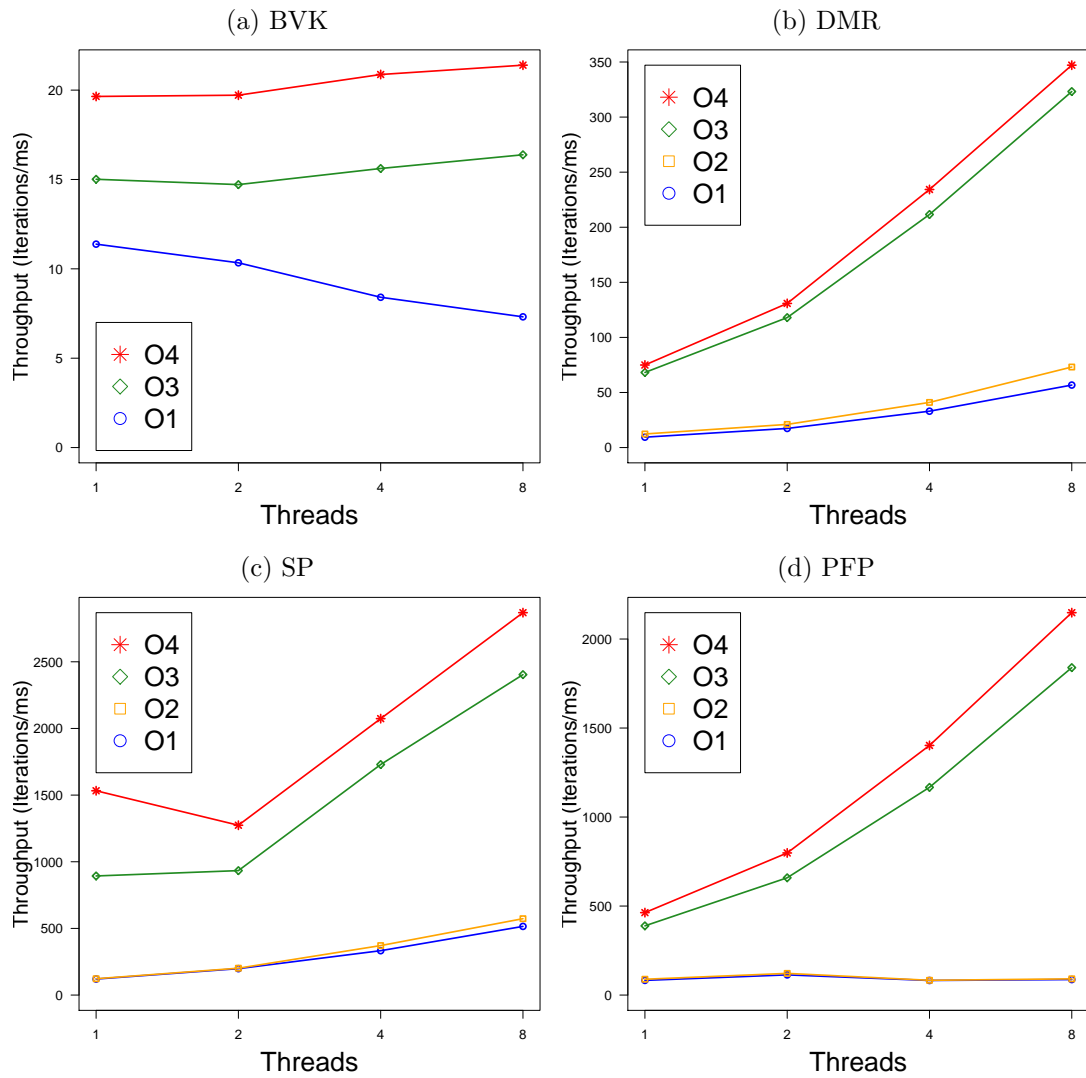 (a) BVK
Throughput (Iterations/ms)
20
15
10
5
0
O4
O3
O1
1 2 4 8
Threads
(b) DMR
Throughput (Iterations/ms)
350
300
250
200
150
100
50
0
O4
O3
O2
O1
1 2 4 8
Threads
(c) SP
Throughput (Iterations/ms)
2500
2000
1500
1000
500
0
O4
O3
O2
O1
1 2 4 8
Threads
(d) PFP
Throughput (Iterations/ms)
2000
1500
1000
500
0
O4
O3
O2
O1
1 2 4 8
Threads